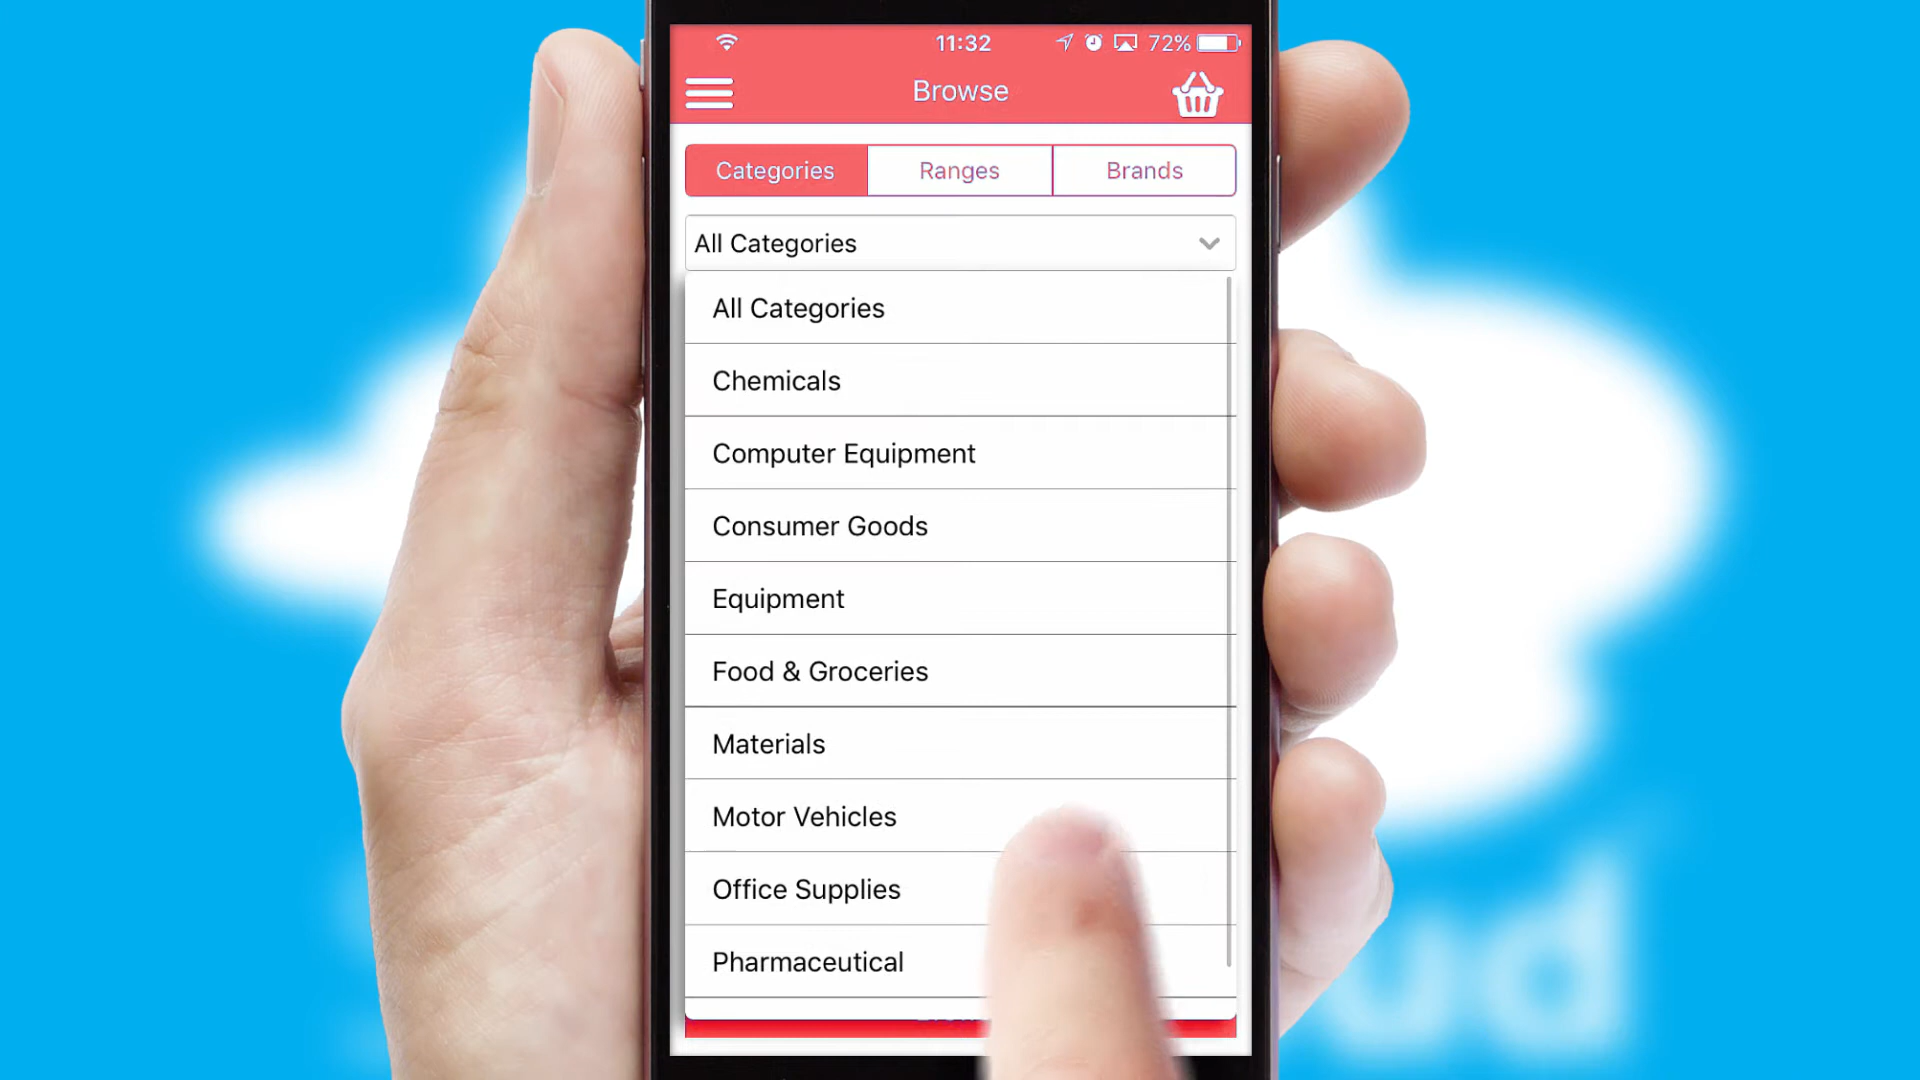 11:32
72%
Browse
Categories
Ranges
Brands
All Categories
All Categories
Chemicals
Computer Equipment
Consumer Goods
Equipment
Food & Groceries
Materials
Motor Vehicles
Office Supplies
Pharmaceutical